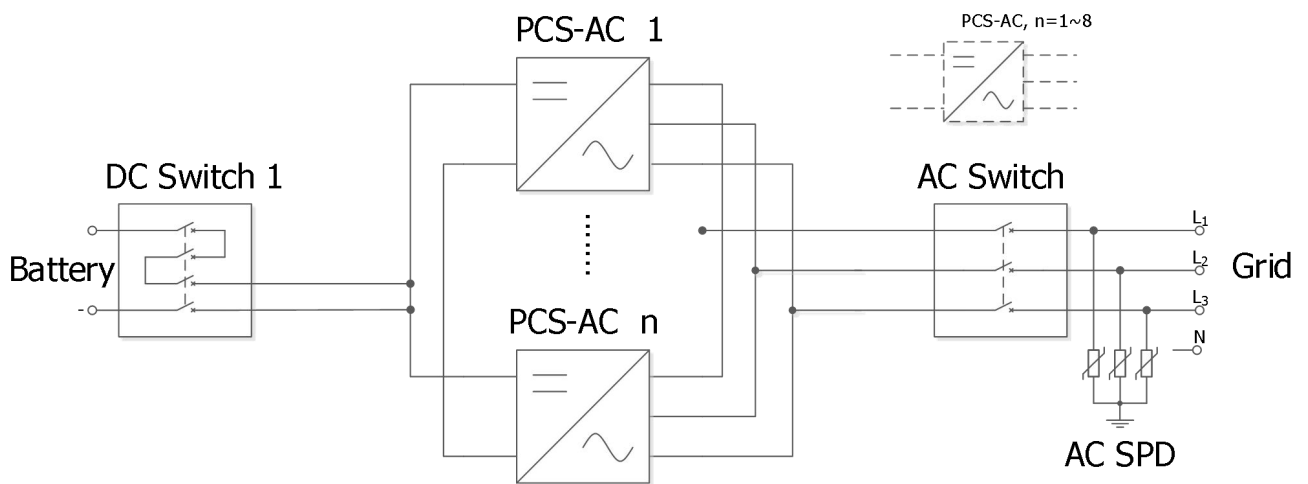 PCS-AC 1
PCS-AC, n=1~8
DC Switch 1
AC Switch
L1
Battery
L2
Grid
-
L3
PCS-AC n
N
AC SPD